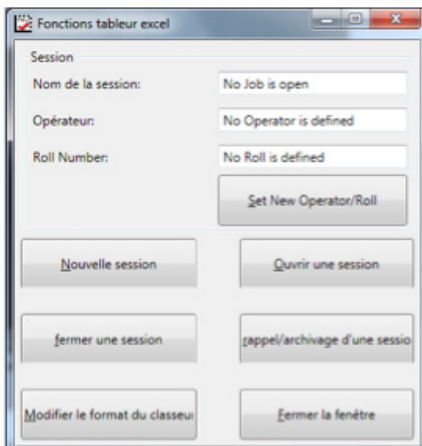 Fonctions tableur excel
Session
Nom de la session: No Job is open
Opérateur: No Operator is defined
Roll Number: No Roll is defined
Set New Operator/Roll
Nouvelle session Ouvrir une session
fermer une session rappel/archivage d'une sessio
Modifier le format du classeu Fermer la fenêtre